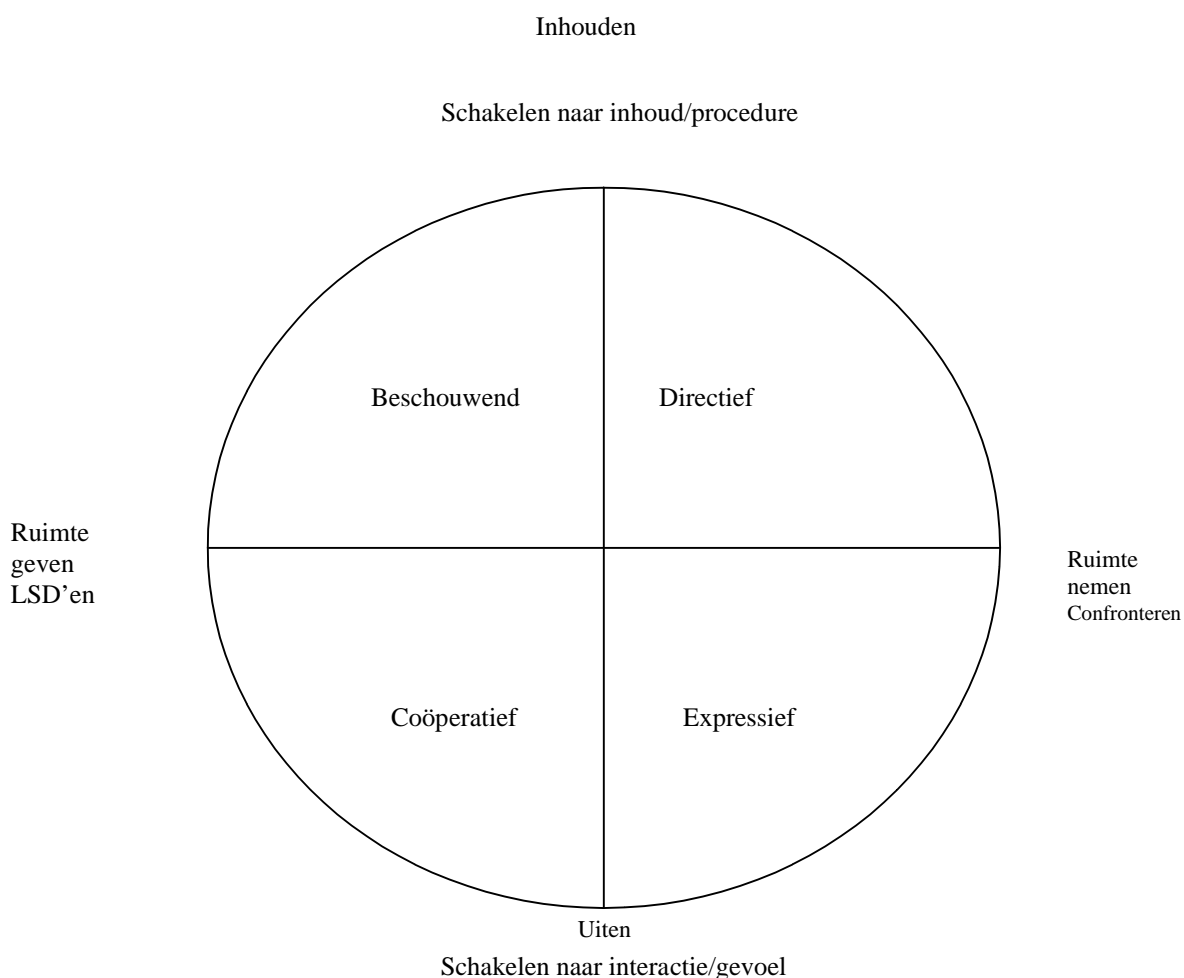 Inhouden
Schakelen naar inhoud/procedure
Beschouwend
Directief
Ruimte
geven
LSD’en
Ruimte
nemen
Confronteren
Coöperatief
Expressief
Uiten
Schakelen naar interactie/gevoel